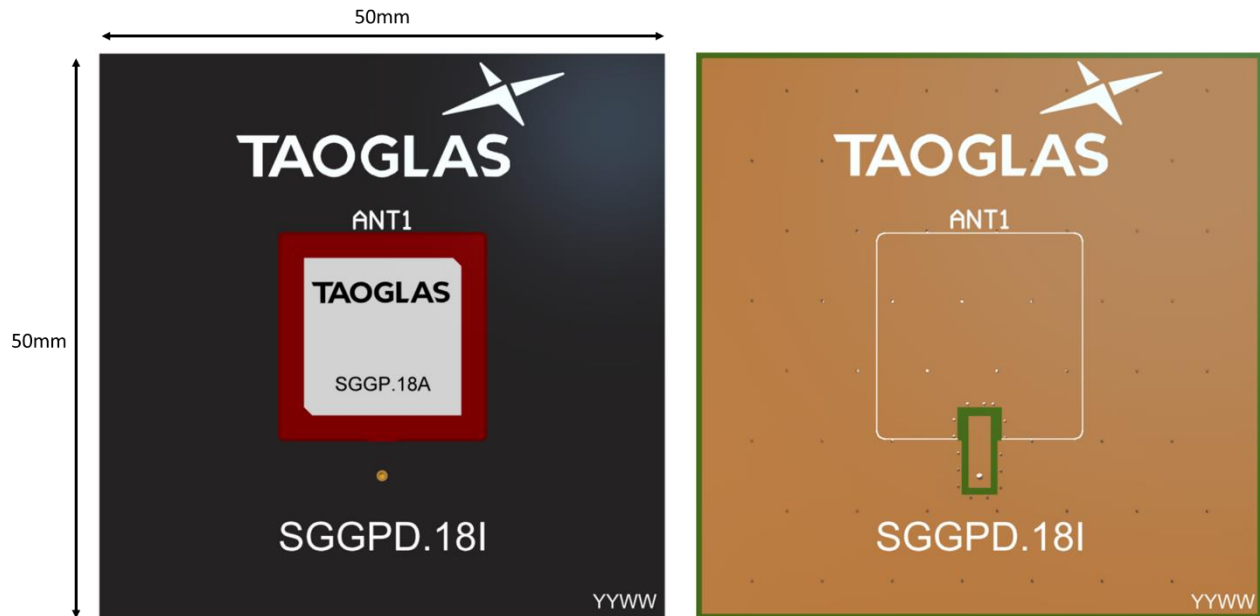 50mm
50mm
TAOGLAS
ANT1
TAOGLAS
SGGP.18A
SGGPD.18I
YYWW
TAOGLAS
ANT1
SGGPD.18I
YYWW